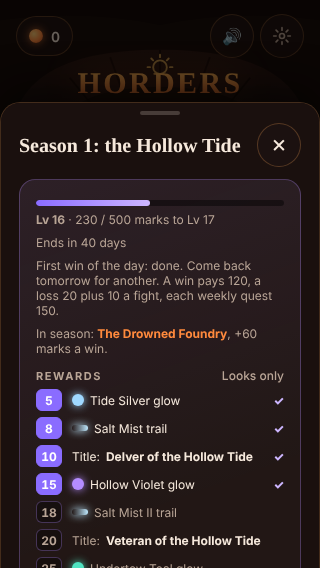 0
HORDERS
Season 1: the Hollow Tide
Lv 16 · 230 / 500 marks to Lv 17
Ends in 40 days
First win of the day: done. Come back
tomorrow for another. A win pays 120, a
loss 20 plus 10 a fight, each weekly quest
150.
In season: The Drowned Foundry, +60
marks a win.
REWARDS Looks only
5 Tide Silver glow
8 Salt Mist trail
10 Title: Delver of the Hollow Tide
15 Hollow Violet glow
18 Salt Mist II trail
20 Title: Veteran of the Hollow Tide
25 Undertow Teal glow